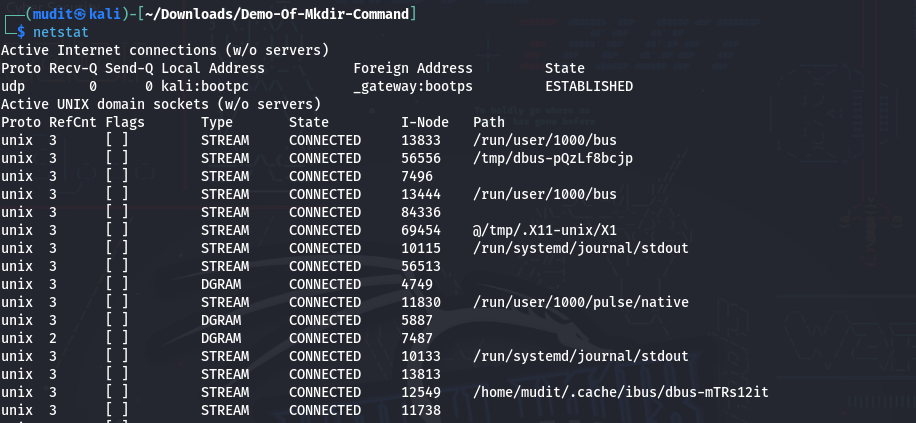 (mudit㉿kali)-[~/Downloads/Demo-Of-Mkdir-Command]
$ netstat
Active Internet connections (w/o servers)
Proto Recv-Q Send-Q Local Address           Foreign Address         State
udp        0      0 kali:bootpc             _gateway:bootps         ESTABLISHED
Active UNIX domain sockets (w/o servers)
Proto RefCnt Flags       Type       State         I-Node   Path
unix  3      [ ]         STREAM     CONNECTED     13833    /run/user/1000/bus
unix  3      [ ]         STREAM     CONNECTED     56556    /tmp/dbus-pQzLf8bcjp
unix  3      [ ]         STREAM     CONNECTED     7496
unix  3      [ ]         STREAM     CONNECTED     13444    /run/user/1000/bus
unix  3      [ ]         STREAM     CONNECTED     84336
unix  3      [ ]         STREAM     CONNECTED     69454    @/tmp/.X11-unix/X1
unix  3      [ ]         STREAM     CONNECTED     10115    /run/systemd/journal/stdout
unix  3      [ ]         STREAM     CONNECTED     56513
unix  3      [ ]         DGRAM      CONNECTED     4749
unix  3      [ ]         STREAM     CONNECTED     11830    /run/user/1000/pulse/native
unix  3      [ ]         DGRAM      CONNECTED     5887
unix  2      [ ]         DGRAM      CONNECTED     7487
unix  3      [ ]         STREAM     CONNECTED     10133    /run/systemd/journal/stdout
unix  3      [ ]         STREAM     CONNECTED     13813
unix  3      [ ]         STREAM     CONNECTED     12549    /home/mudit/.cache/ibus/dbus-mTRs12it
unix  3      [ ]         STREAM     CONNECTED     11738